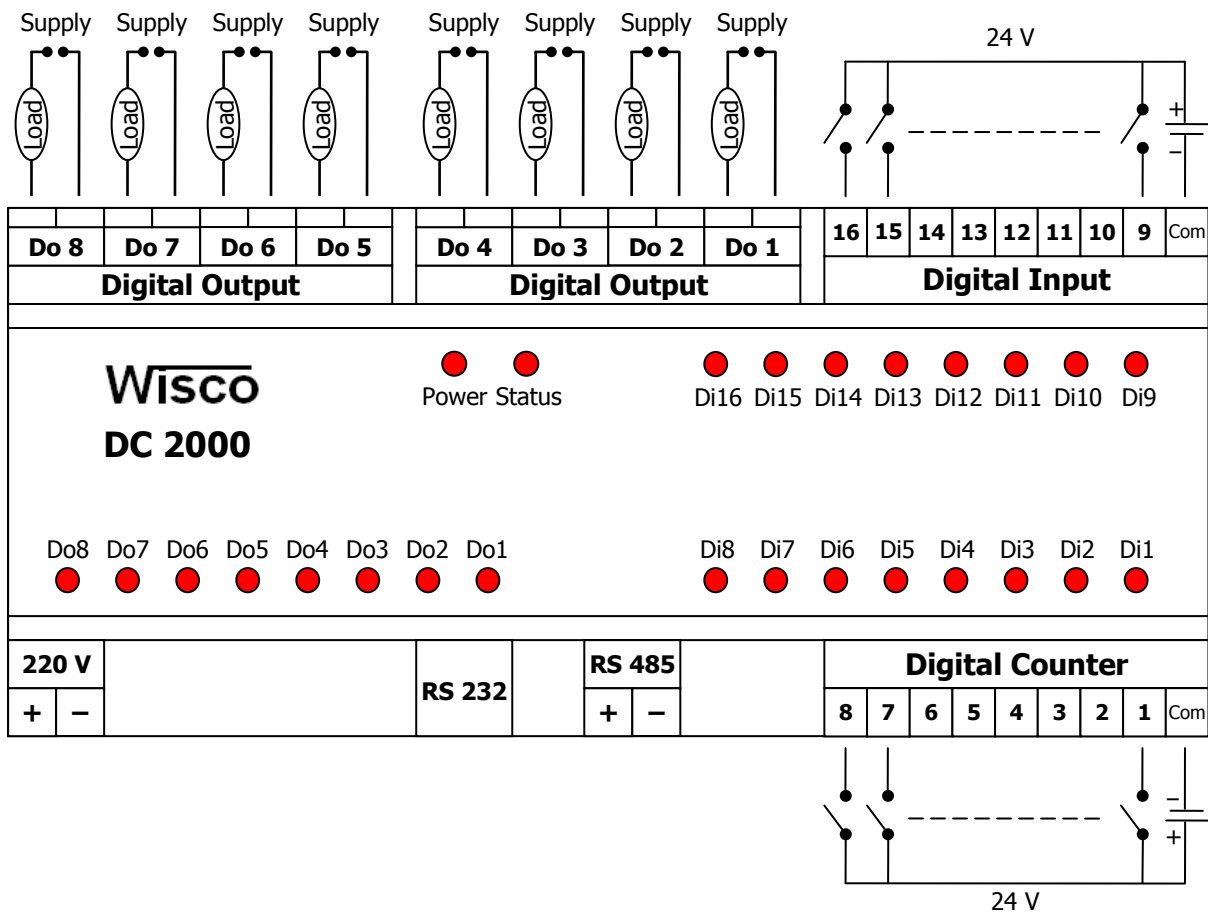 Supply Supply Supply Supply Supply Supply Supply Supply
24 V
Load Load Load Load Load Load Load Load
+
−
Do 8 Do 7 Do 6 Do 5 Do 4 Do 3 Do 2 Do 1 16 15 14 13 12 11 10 9 Com
Digital Output Digital Output Digital Input
Wisco
DC 2000
Power Status
Di16 Di15 Di14 Di13 Di12 Di11 Di10 Di9
Do8 Do7 Do6 Do5 Do4 Do3 Do2 Do1 Di8 Di7 Di6 Di5 Di4 Di3 Di2 Di1
220 V RS 232 RS 485 Digital Counter
+ − + − 8 7 6 5 4 3 2 1 Com
−
+
24 V